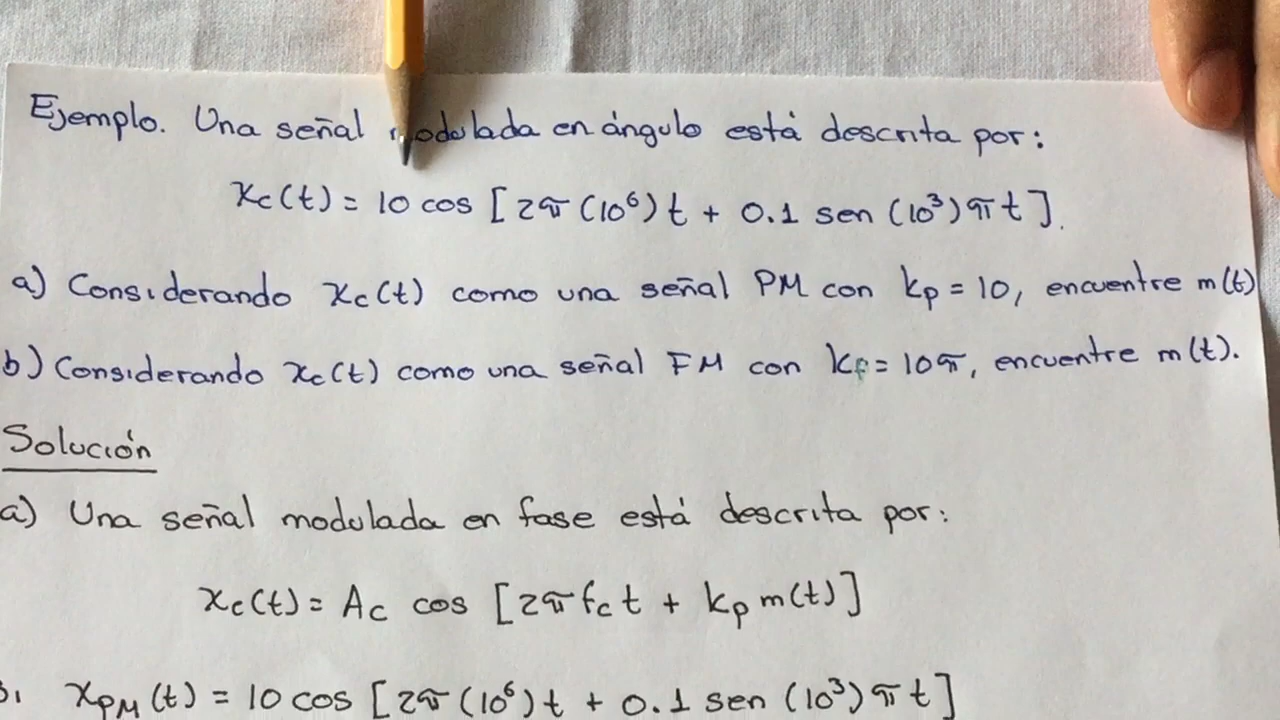 Ejemplo. Una señal modulada en ángulo está descrita por:
xc(t) = 10 cos [2π(10⁶)t + 0.1 sen (10³)πt].
a) Considerando xc(t) como una señal PM con kp = 10, encuentre m(t)
b) Considerando xc(t) como una señal FM con kf = 10π, encuentre m(t).
Solución
a) Una señal modulada en fase está descrita por:
xc(t) = Ac cos [2πfct + kpm(t)]
xPM(t) = 10 cos [2π(10⁶)t + 0.1 sen (10³)πt]